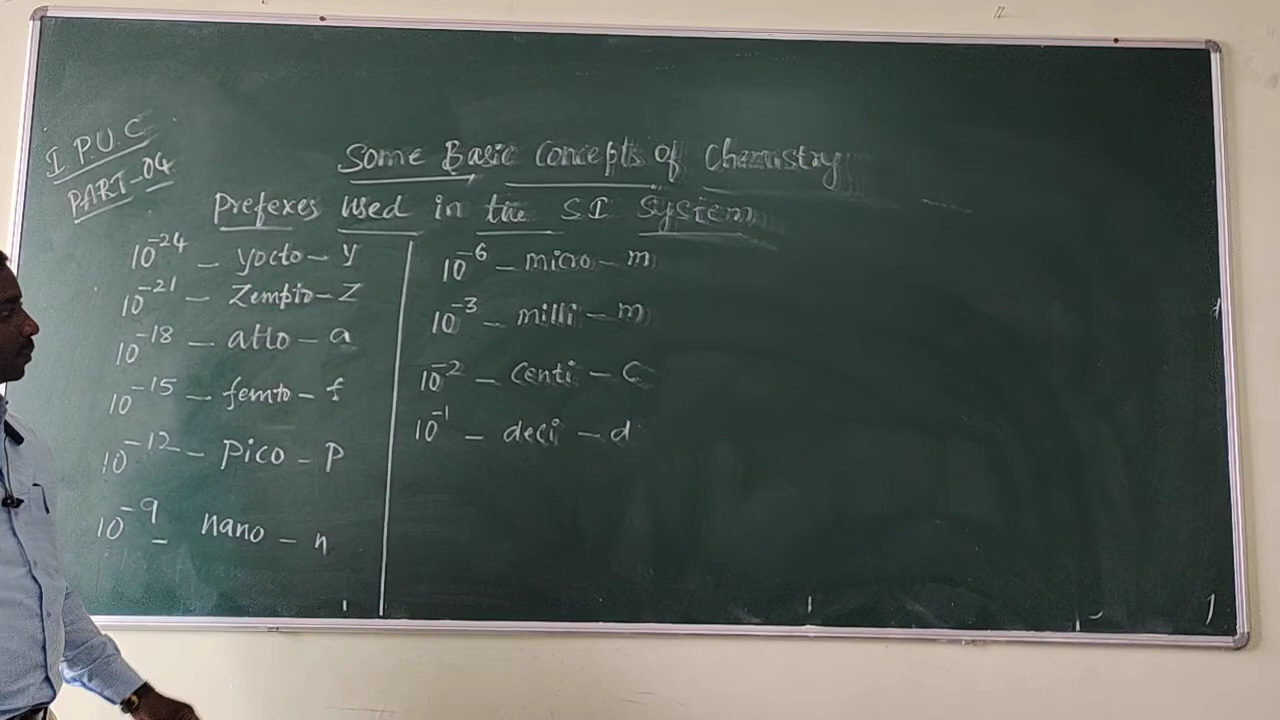 I P.U.C
PART-04
Some Basic Concepts of Chemistry
Prefexes Used in the SI System
10⁻²⁴ – yocto – y
10⁻²¹ – Zempto – Z
10⁻¹⁸ – atto – a
10⁻¹⁵ – femto – f
10⁻¹² – Pico – P
10⁻⁹ – nano – n
10⁻⁶ – micro – m
10⁻³ – milli – m
10⁻² – Centi – C
10⁻¹ – deci – d